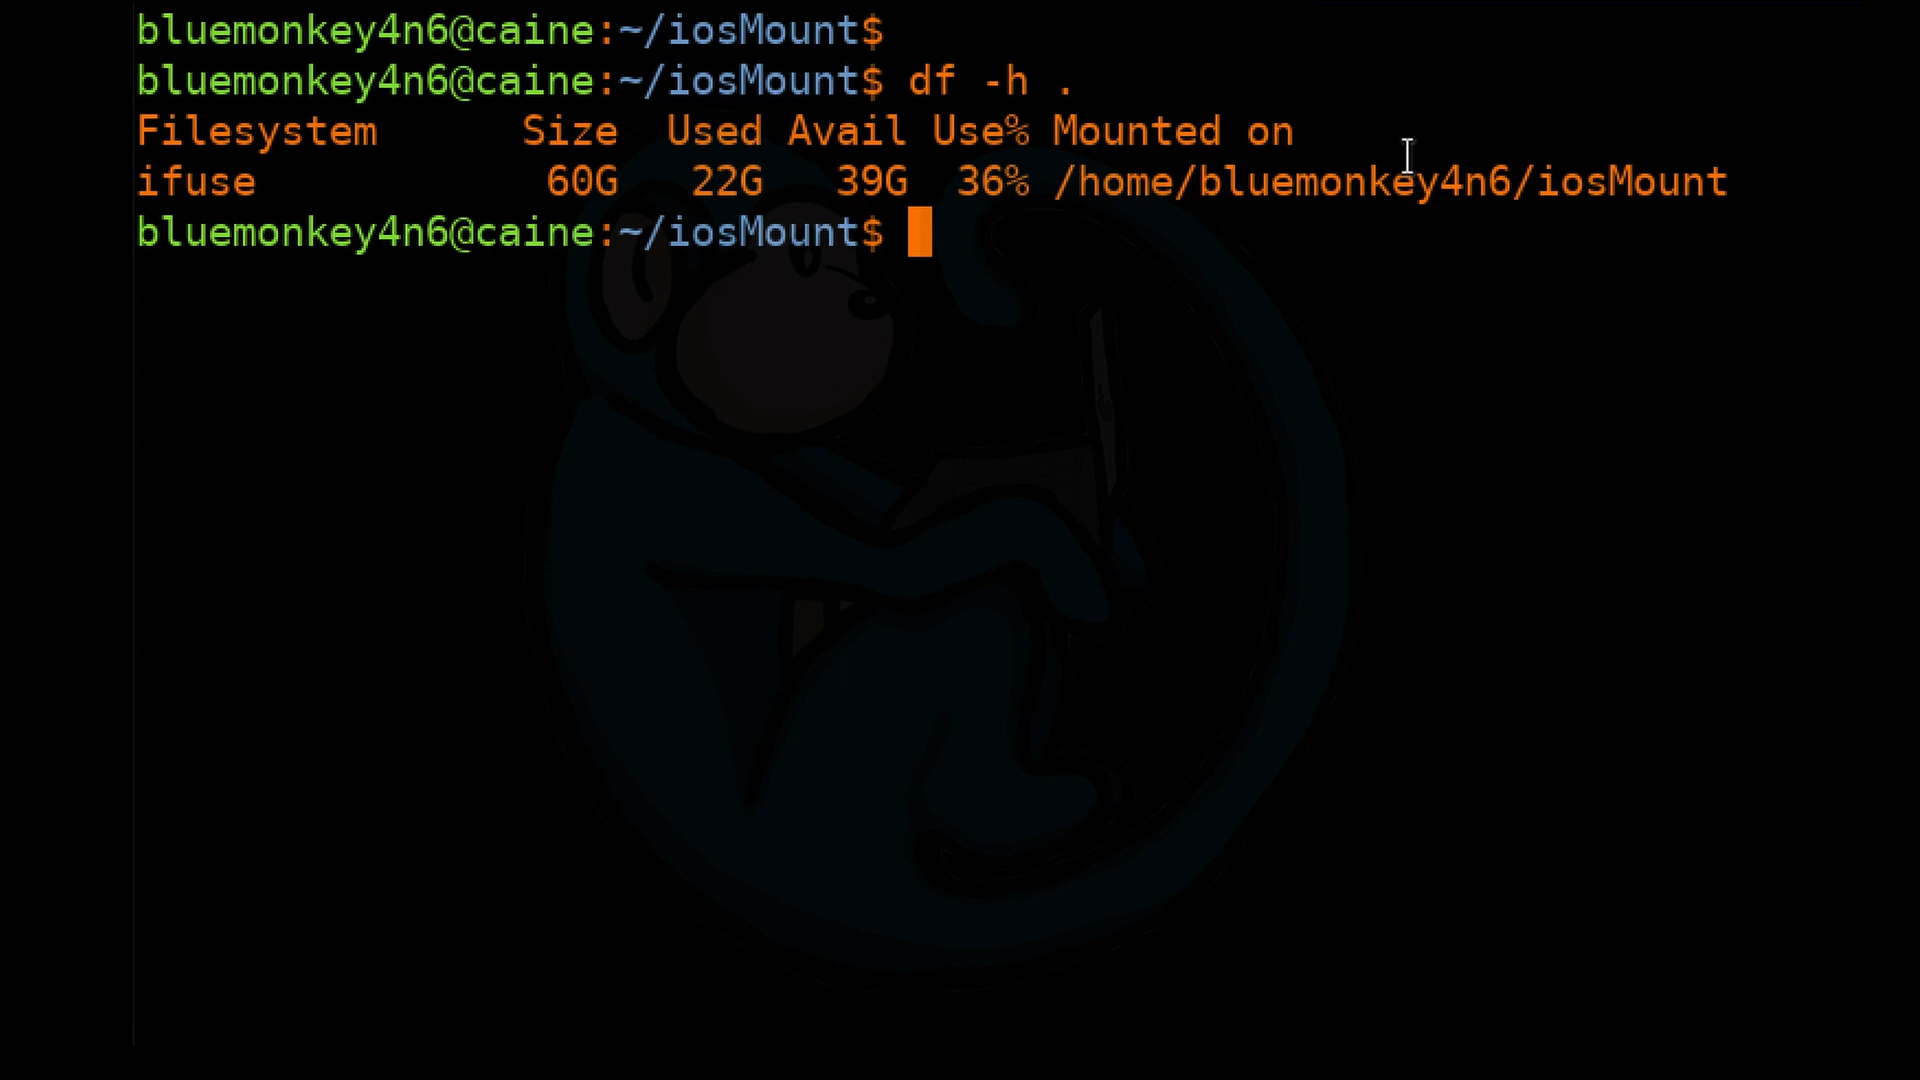 bluemonkey4n6@caine:~/iosMount$
bluemonkey4n6@caine:~/iosMount$ df -h .
Filesystem      Size  Used Avail Use% Mounted on
ifuse            60G   22G   39G  36% /home/bluemonkey4n6/iosMount
bluemonkey4n6@caine:~/iosMount$